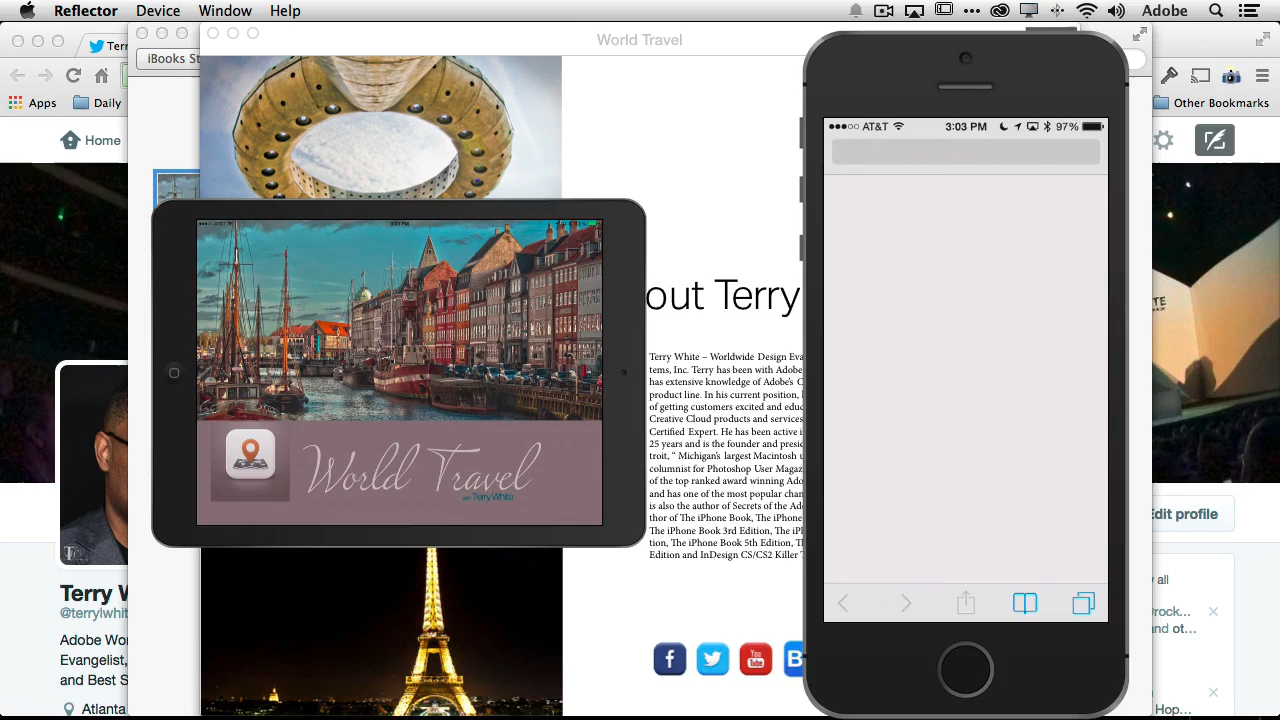 Reflector Device Window Help
Adobe
World Travel
iBooks St
Apps
Daily
Other Bookmarks
Home
AT&T 3:03 PM 97%
World Travel
with Terry White
out Terry
Terry White – Worldwide Design Eva
tems, Inc. Terry has been with Adobe
has extensive knowledge of Adobe's C
product line. In his current position,
of getting customers excited and educ
Creative Cloud products and services
Certified Expert. He has been active i
25 years and is the founder and presid
troit, " Michigan's largest Macintosh u
columnist for Photoshop User Magaz
of the top ranked award winning Ado
and has one of the most popular chan
is also the author of Secrets of the Ado
thor of The iPhone Book, The iPhone
The iPhone Book 3rd Edition, The iP
tion, The iPhone Book 5th Edition, T
Edition and InDesign CS/CS2 Killer T
Edit profile
Terry W
@terrylwhit
Adobe Wor
Evangelist,
and Best S
Atlanta
all
rock...
and ot...
Hop...
You
Tube